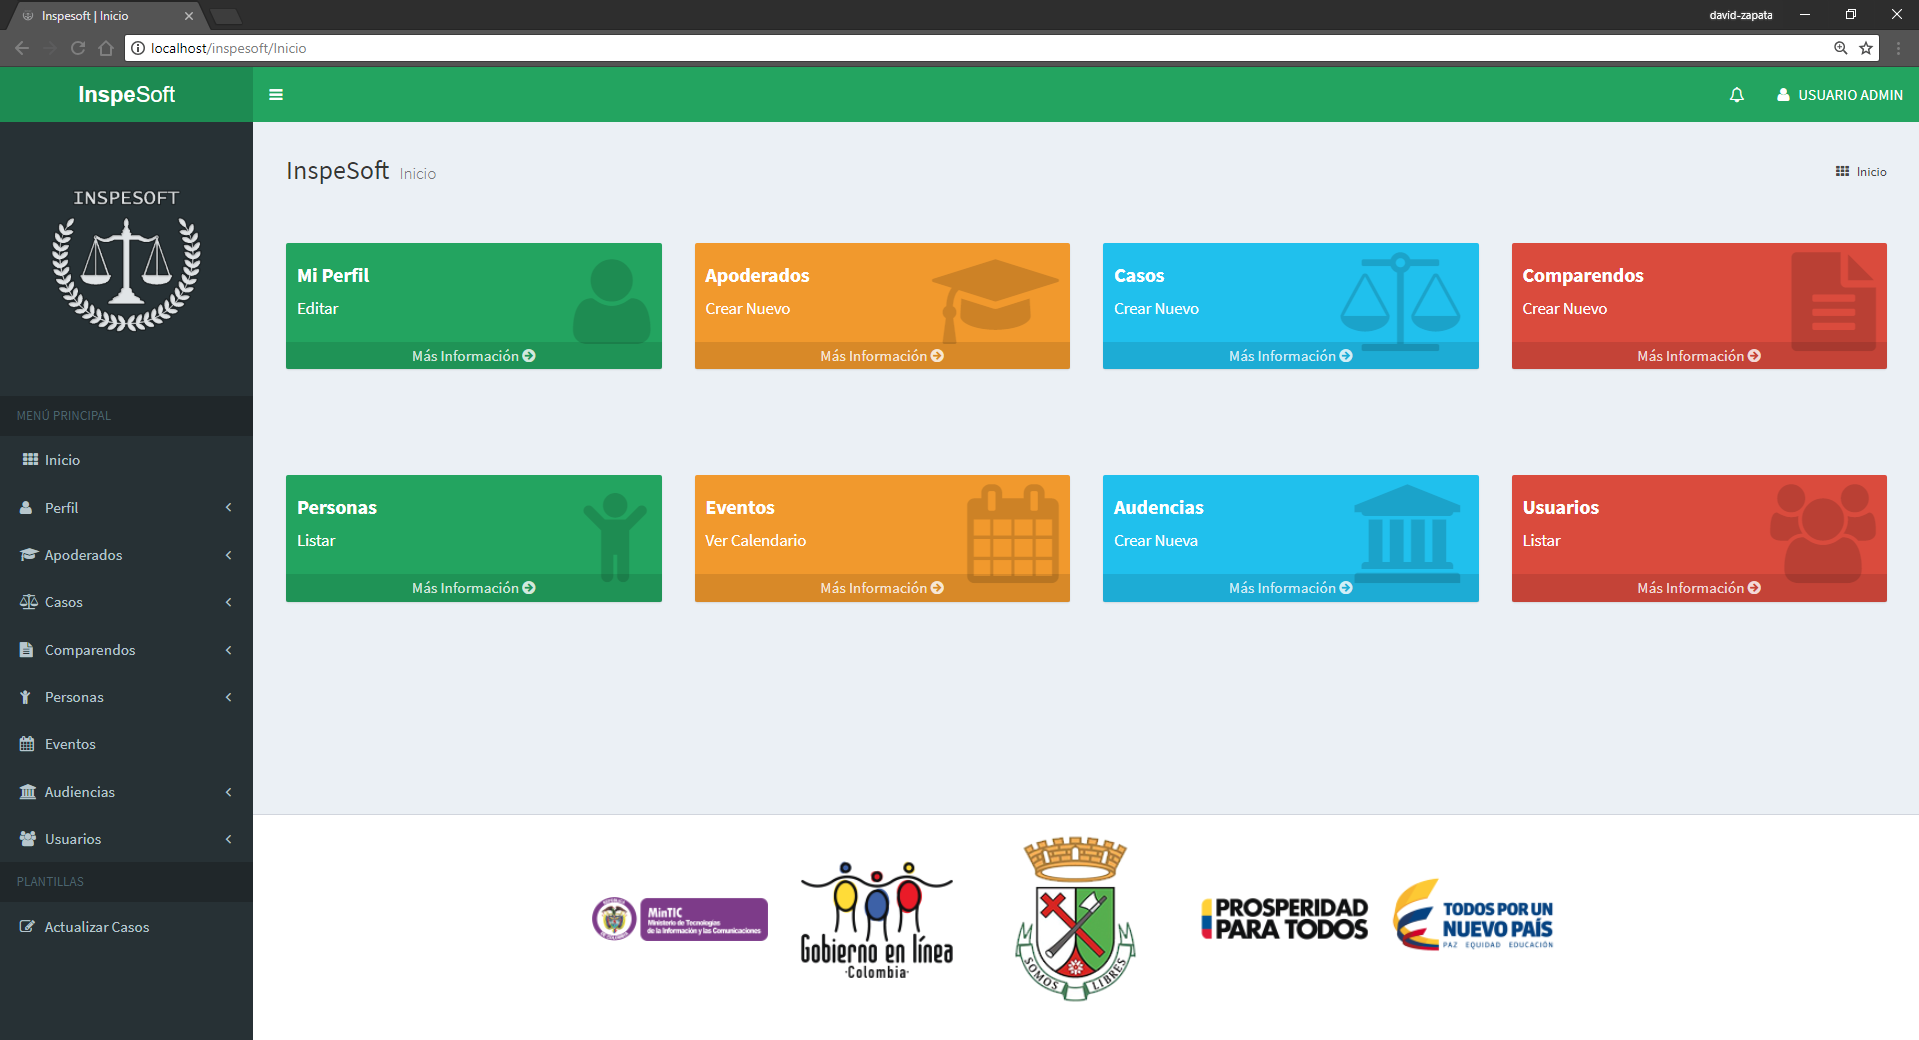 Inspesoft | Inicio
david-zapata
localhost/inspesoft/Inicio
InspeSoft
USUARIO ADMIN
INSPESOFT
MENÚ PRINCIPAL
Inicio
Perfil
Apoderados
Casos
Comparendos
Personas
Eventos
Audiencias
Usuarios
PLANTILLAS
Actualizar Casos
InspeSoft Inicio
Inicio
Mi Perfil
Editar
Más Información
Apoderados
Crear Nuevo
Más Información
Casos
Crear Nuevo
Más Información
Comparendos
Crear Nuevo
Más Información
Personas
Listar
Más Información
Eventos
Ver Calendario
Más Información
Audencias
Crear Nueva
Más Información
Usuarios
Listar
Más Información
MinTIC
Ministerio de Tecnologías
de la Información y las Comunicaciones
Gobierno en línea
·Colombia·
SOMOS LIBRES
PROSPERIDAD
PARA TODOS
TODOS POR UN
NUEVO PAÍS
PAZ EQUIDAD EDUCACIÓN